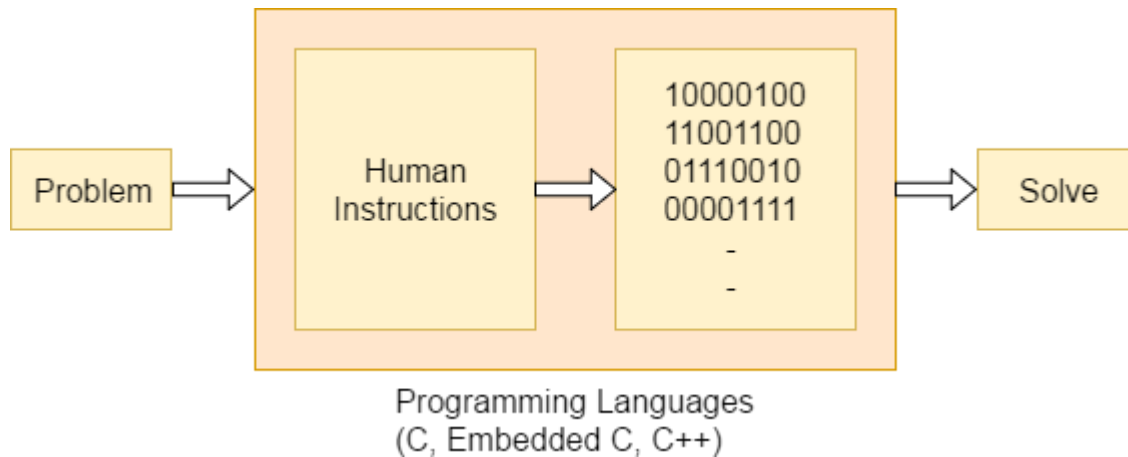 Problem
Human
Instructions
10000100
11001100
01110010
00001111
-
-
Solve
Programming Languages
(C, Embedded C, C++)